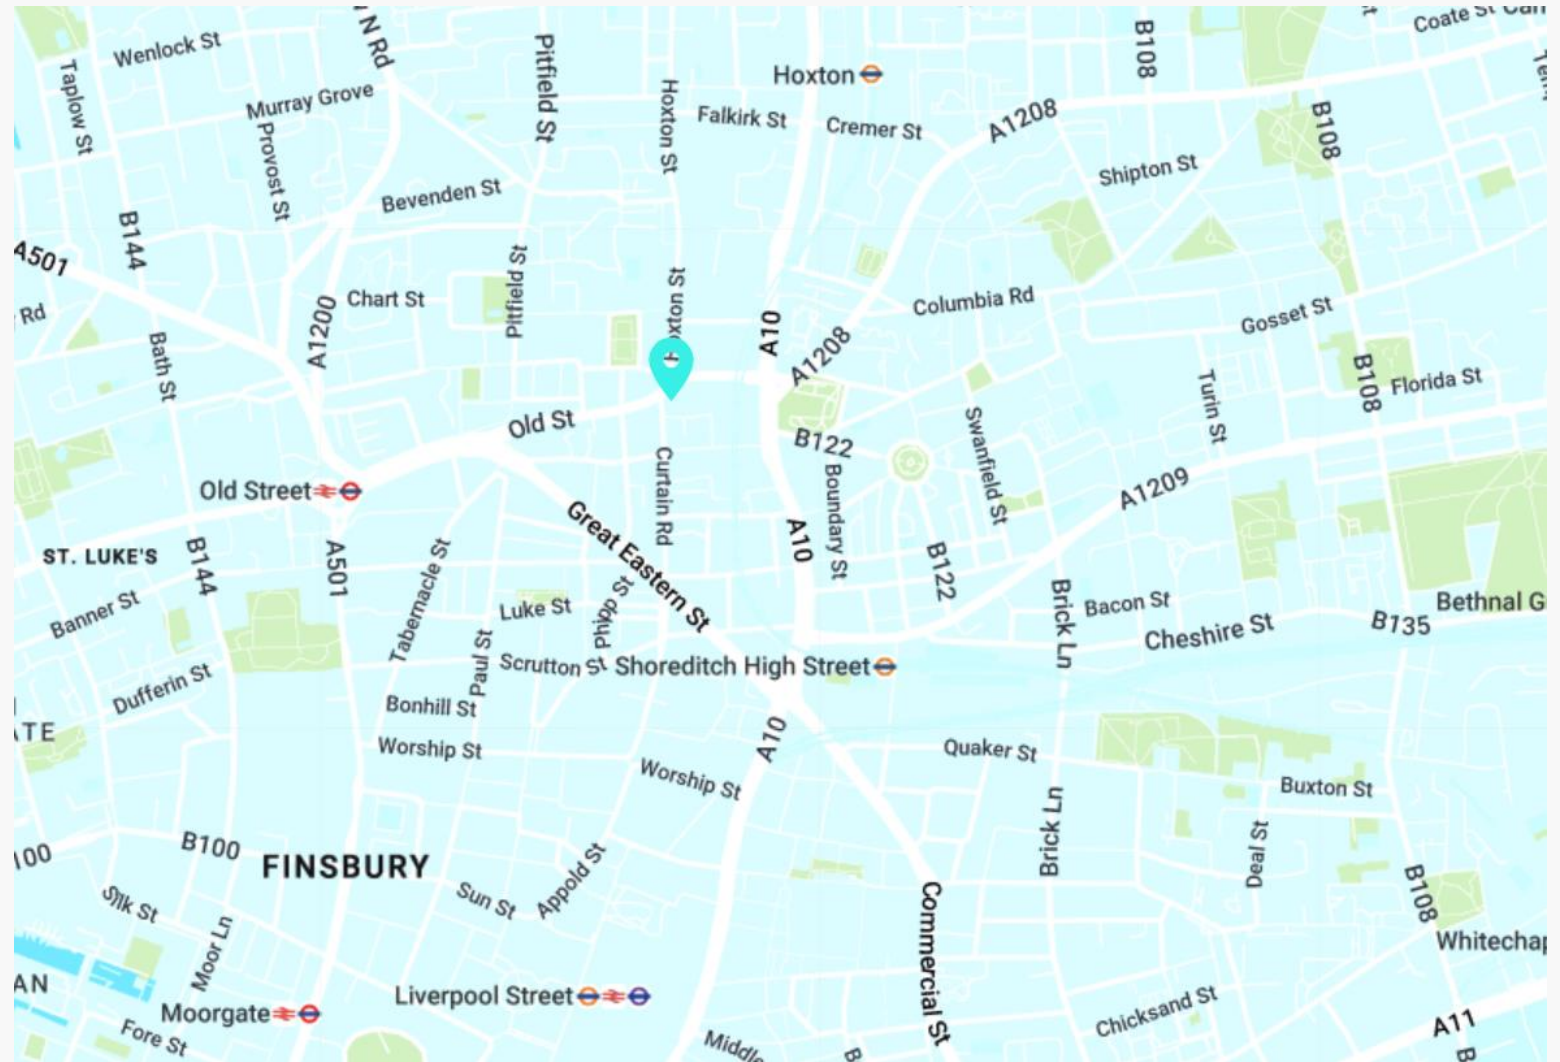 Wenlock St
N Rd
Pitfield St
Hoxton
B108
Coate St
Taplow St
Murray Grove
Provost St
Hoxton St
Falkirk St
Cremer St
A1208
B108
Shipton St
Bevenden St
B144
A501
Rd
Chart St
A1200
Pitfield St
oxton St
A10
A1208
Columbia Rd
Gosset St
Bath St
Turin St
B108
Florida St
Old St
B122
Swanfield St
Old Street
Curtain Rd
Boundary St
A1209
Great Eastern St
A10
ST. LUKE'S
B144
A501
Tabernacle St
B122
Banner St
Luke St
Phipp St
Brick Ln
Bacon St
Bethnal G
Cheshire St
B135
Paul St
Scrutton St
Shoreditch High Street
Dufferin St
Bonhill St
ATE
Worship St
A10
Quaker St
Worship St
Buxton St
100
B100
FINSBURY
Brick Ln
Deal St
Silk St
Sun St
Appold St
Commercial St
B108
Moor Ln
Whitechap
AN
Liverpool Street
Moorgate
Chicksand St
Fore St
Middle
A11
B
B